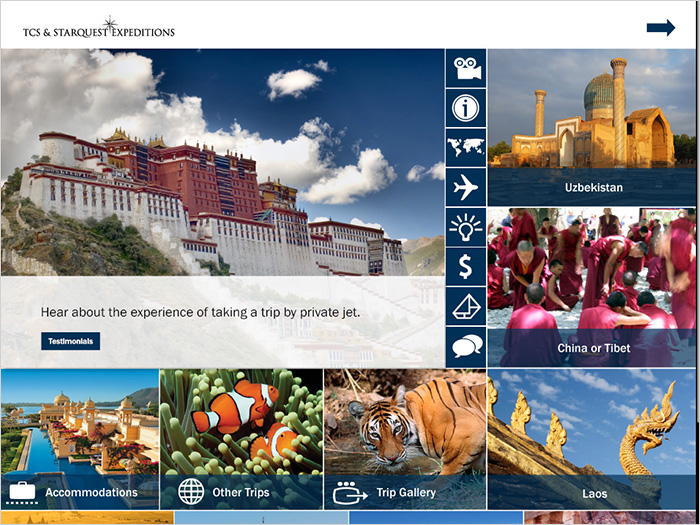 TCS & STARQUEST EXPEDITIONS
Uzbekistan
Hear about the experience of taking a trip by private jet.
Testimonials
China or Tibet
Accommodations
Other Trips
Trip Gallery
Laos